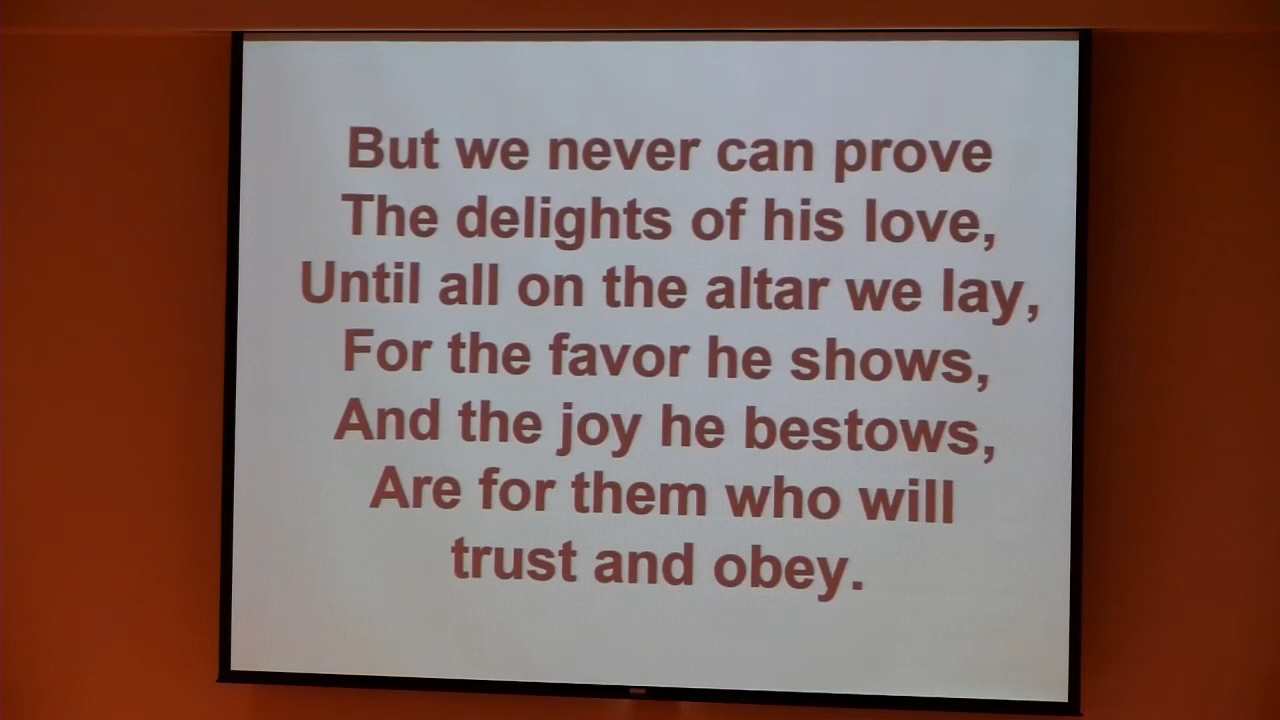 But we never can prove
The delights of his love,
Until all on the altar we lay,
For the favor he shows,
And the joy he bestows,
Are for them who will
trust and obey.